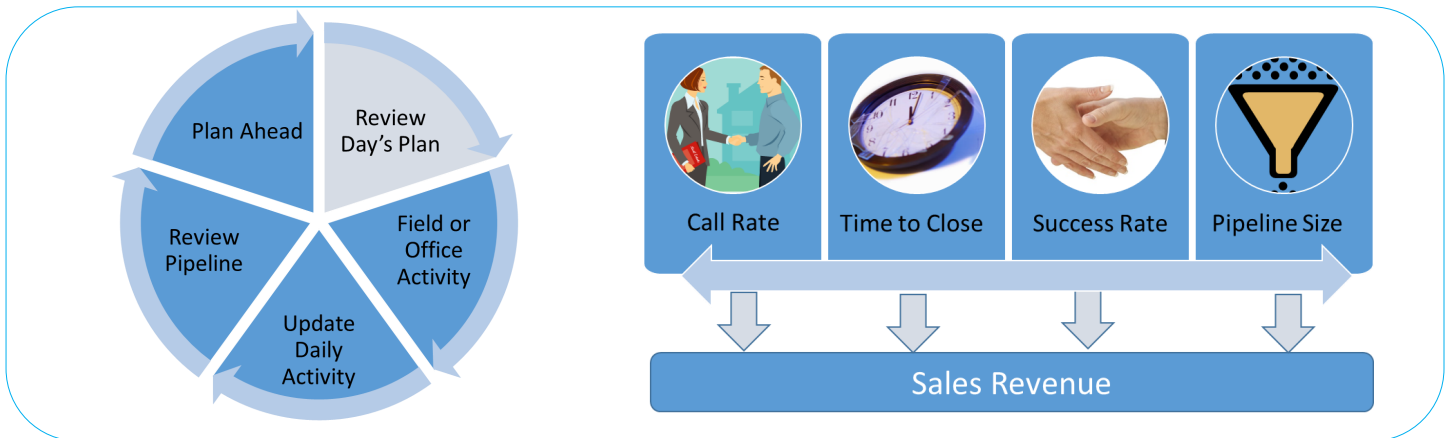 Plan Ahead
Review
Day's Plan
Field or
Office
Activity
Update
Daily
Activity
Review
Pipeline
Call Rate
Time to Close
Success Rate
Pipeline Size
Sales Revenue